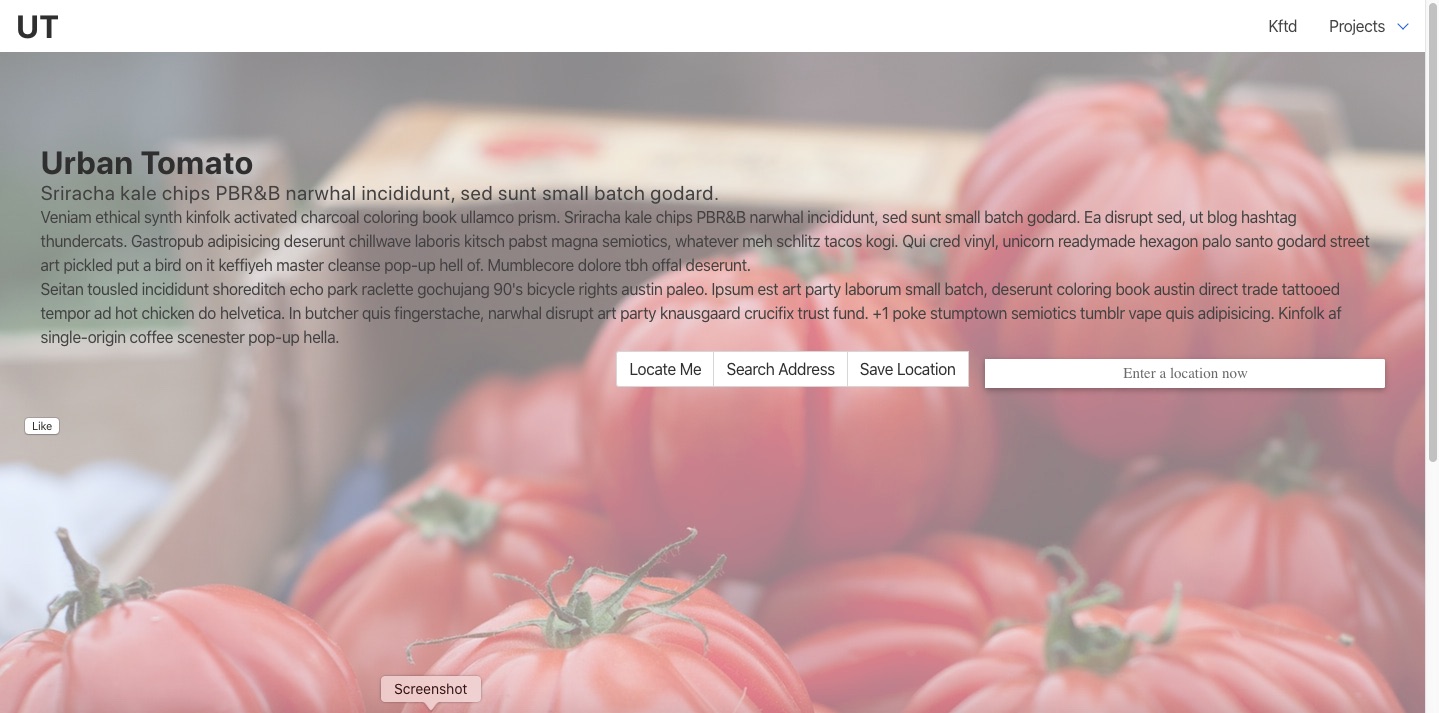 UT
Kftd Projects
Urban Tomato
Sriracha kale chips PBR&B narwhal incididunt, sed sunt small batch godard.
Veniam ethical synth kinfolk activated charcoal coloring book ullamco prism. Sriracha kale chips PBR&B narwhal incididunt, sed sunt small batch godard. Ea disrupt sed, ut blog hashtag
thundercats. Gastropub adipisicing deserunt chillwave laboris kitsch pabst magna semiotics, whatever meh schlitz tacos kogi. Qui cred vinyl, unicorn readymade hexagon palo santo godard street
art pickled put a bird on it keffiyeh master cleanse pop-up hell of. Mumblecore dolore tbh offal deserunt.
Seitan tousled incididunt shoreditch echo park raclette gochujang 90's bicycle rights austin paleo. Ipsum est art party laborum small batch, deserunt coloring book austin direct trade tattooed
tempor ad hot chicken do helvetica. In butcher quis fingerstache, narwhal disrupt art party knausgaard crucifix trust fund. +1 poke stumptown semiotics tumblr vape quis adipisicing. Kinfolk af
single-origin coffee scenester pop-up hella.
Locate Me Search Address Save Location Enter a location now
Like
Screenshot